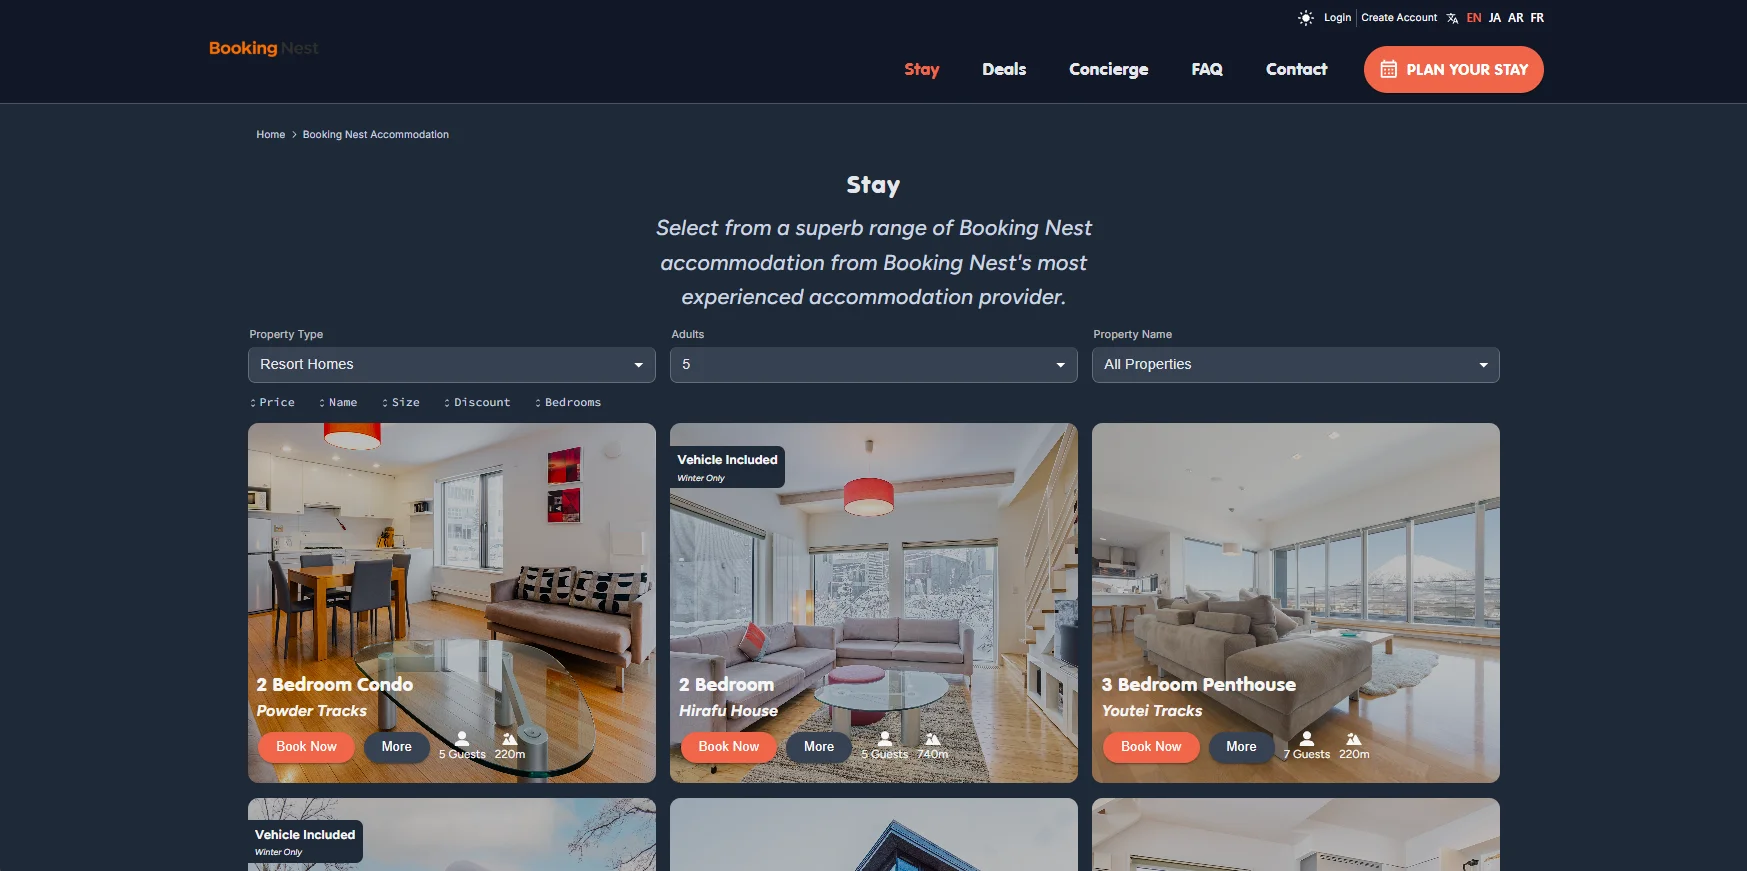 Login
Create Account
EN JA AR FR
Booking Nest
Stay
Deals
Concierge
FAQ
Contact
PLAN YOUR STAY
Home > Booking Nest Accommodation
Stay
Select from a superb range of Booking Nest
accommodation from Booking Nest's most
experienced accommodation provider.
Property Type
Adults
Property Name
Resort Homes
5
All Properties
Price
Name
Size
Discount
Bedrooms
2 Bedroom Condo
Powder Tracks
Book Now
More
5 Guests
220m
Vehicle Included
Winter Only
2 Bedroom
Hirafu House
Book Now
More
5 Guests
740m
3 Bedroom Penthouse
Youtei Tracks
Book Now
More
7 Guests
220m
Vehicle Included
Winter Only